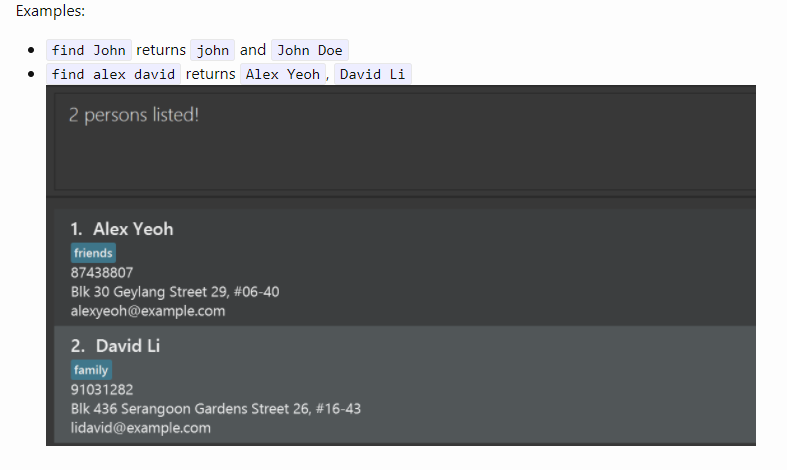 Examples:
find John returns john and John Doe
find alex david returns Alex Yeoh, David Li
2 persons listed!
1. Alex Yeoh
friends
87438807
Blk 30 Geylang Street 29, #06-40
alexyeoh@example.com
2. David Li
family
91031282
Blk 436 Serangoon Gardens Street 26, #16-43
lidavid@example.com